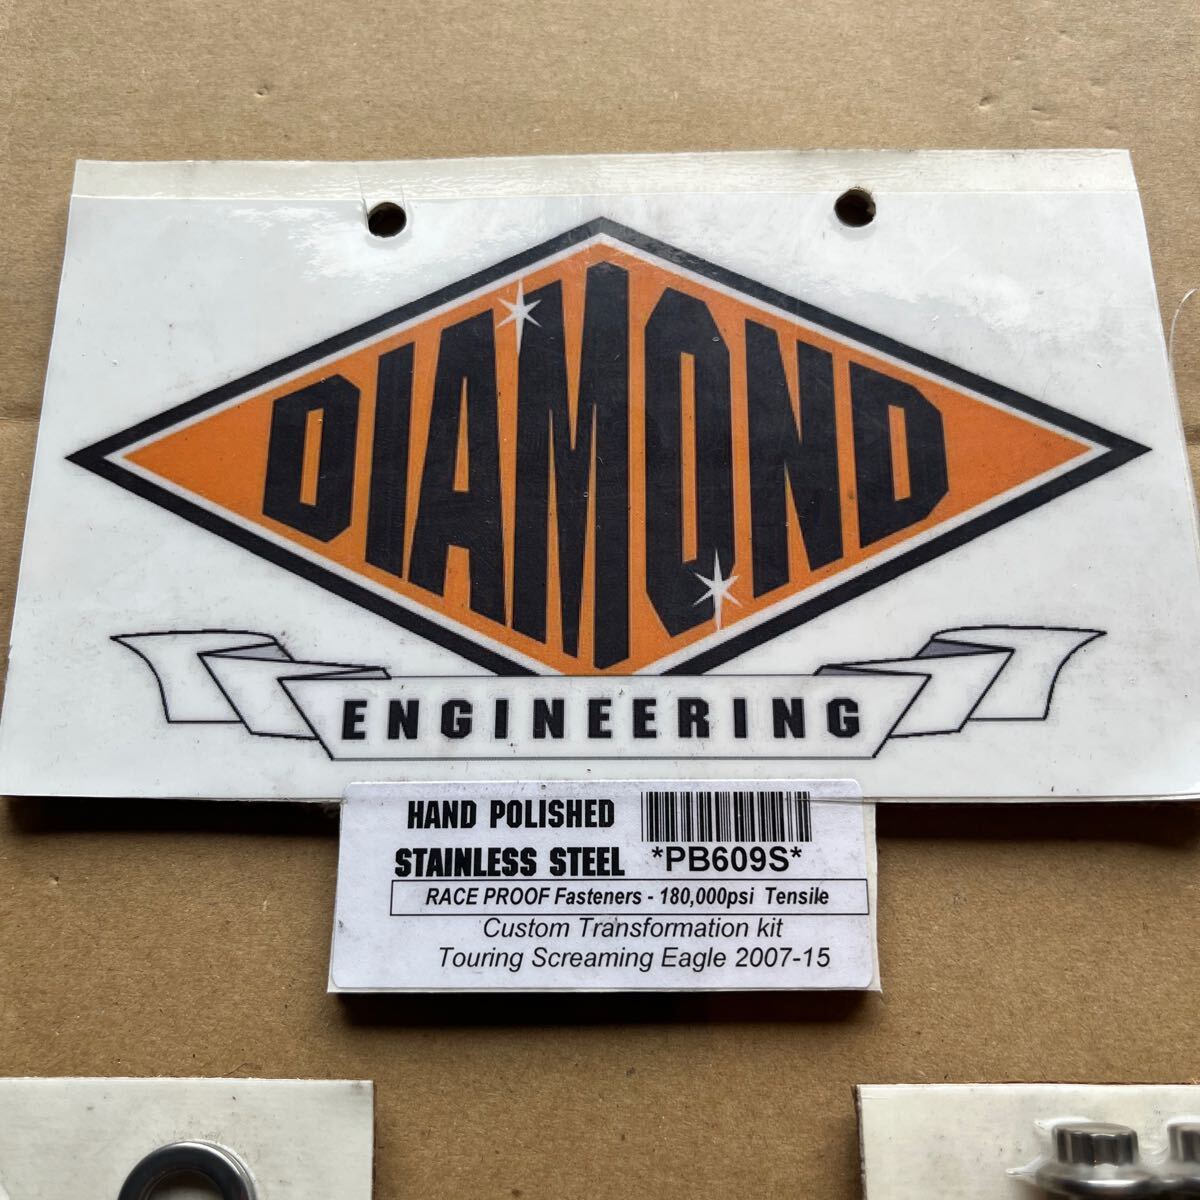 DIAMOND
ENGINEERING
HAND POLISHED
STAINLESS STEEL
*PB609S*
RACE PROOF Fasteners - 180,000psi Tensile
Custom Transformation kit
Touring Screaming Eagle 2007-15